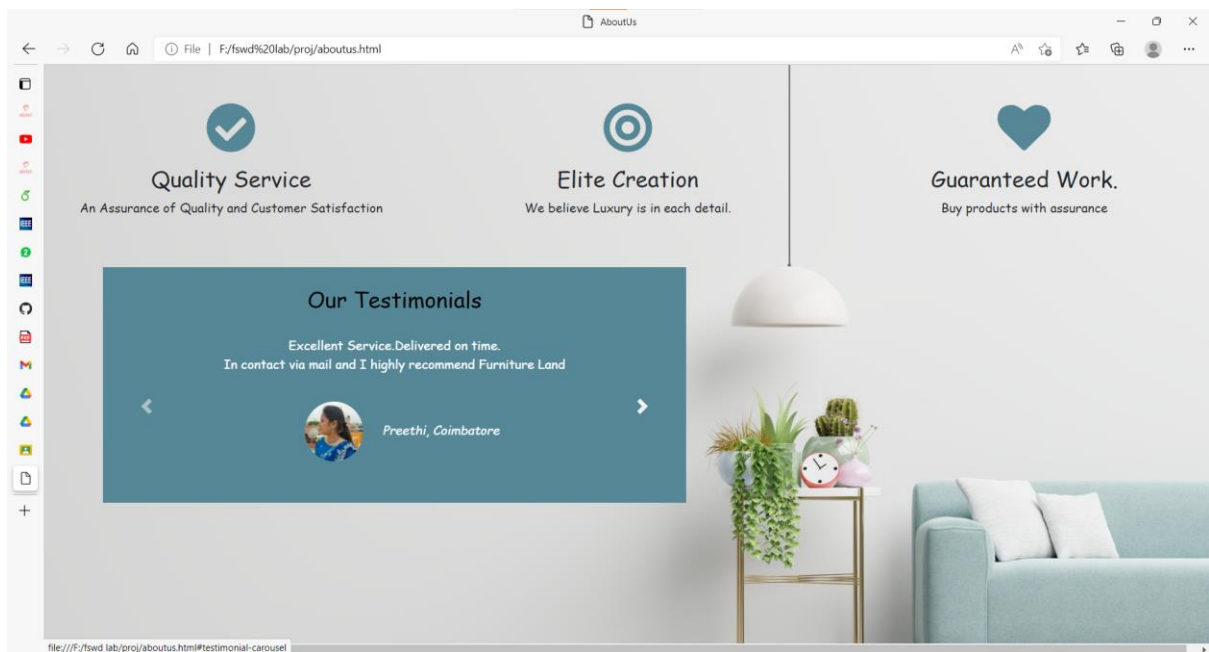 AboutUs
File | F:/fswd%20lab/proj/aboutus.html
Quality Service
An Assurance of Quality and Customer Satisfaction
Elite Creation
We believe Luxury is in each detail.
Guaranteed Work.
Buy products with assurance
Our Testimonials
Excellent Service.Delivered on time.
In contact via mail and I highly recommend Furniture Land
Preethi, Coimbatore
IEEE
IEEE
file:///F:/fswd lab/proj/aboutus.html#testimonial-carousel